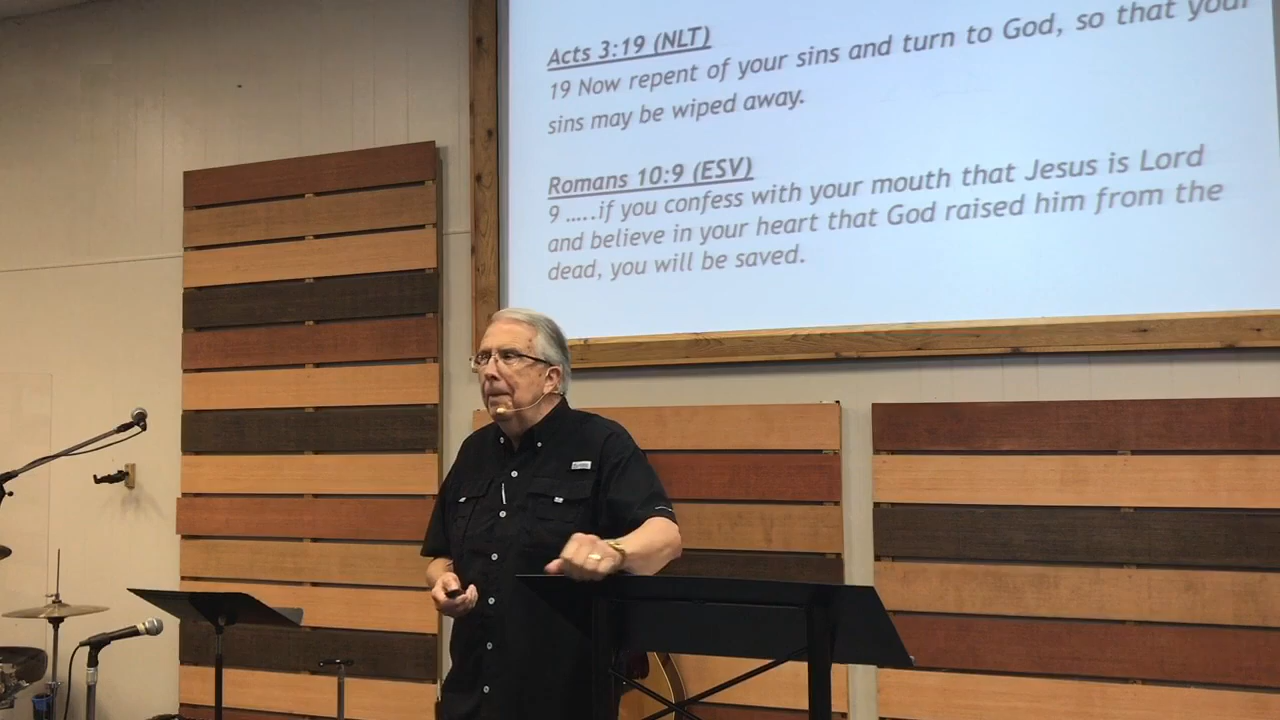 Acts 3:19 (NLT)
19 Now repent of your sins and turn to God, so that your
sins may be wiped away.
Romans 10:9 (ESV)
9 .....if you confess with your mouth that Jesus is Lord
and believe in your heart that God raised him from the
dead, you will be saved.